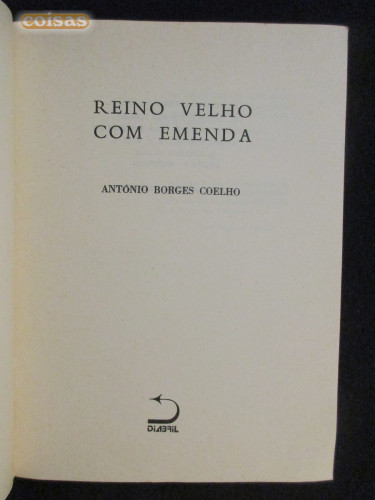 coisas
REINO VELHO
COM EMENDA
ANTÓNIO BORGES COELHO
DIABRIL